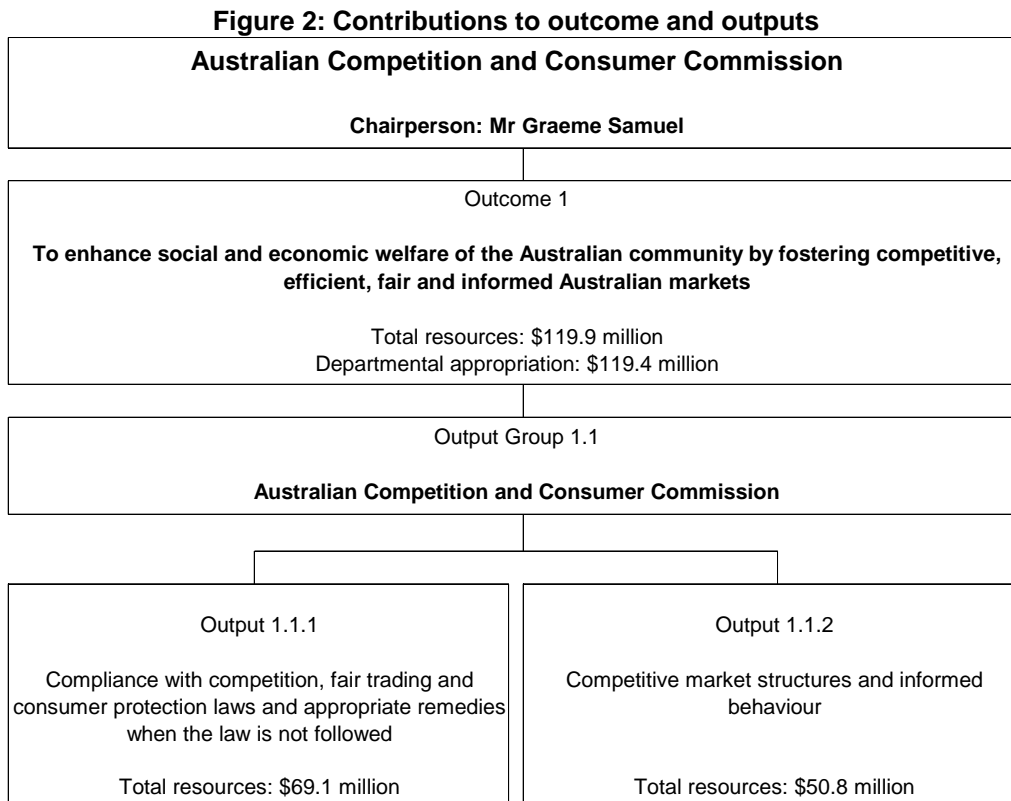 Figure 2: Contributions to outcome and outputs
Australian Competition and Consumer Commission
Chairperson: Mr Graeme Samuel
Outcome 1
To enhance social and economic welfare of the Australian community by fostering competitive,
efficient, fair and informed Australian markets
Total resources: $119.9 million
Departmental appropriation: $119.4 million
Output Group 1.1
Australian Competition and Consumer Commission
Output 1.1.1
Compliance with competition, fair trading and
consumer protection laws and appropriate remedies
when the law is not followed
Total resources: $69.1 million
Output 1.1.2
Competitive market structures and informed
behaviour
Total resources: $50.8 million